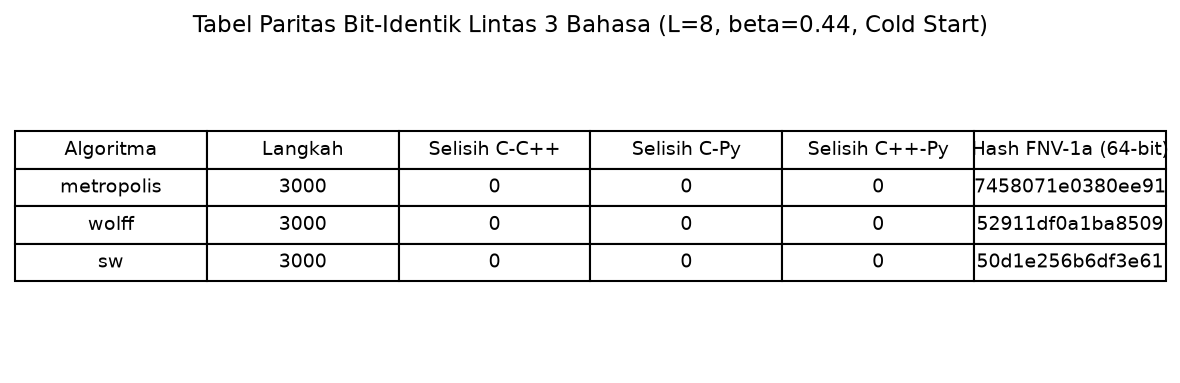 Tabel Paritas Bit-Identik Lintas 3 Bahasa (L=8, beta=0.44, Cold Start)
Algoritma Langkah Selisih C-C++ Selisih C-Py Selisih C++-Py Hash FNV-1a (64-bit)
metropolis 3000 0 0 0 7458071e0380ee91
wolff 3000 0 0 0 52911df0a1ba8509
sw 3000 0 0 0 50d1e256b6df3e61